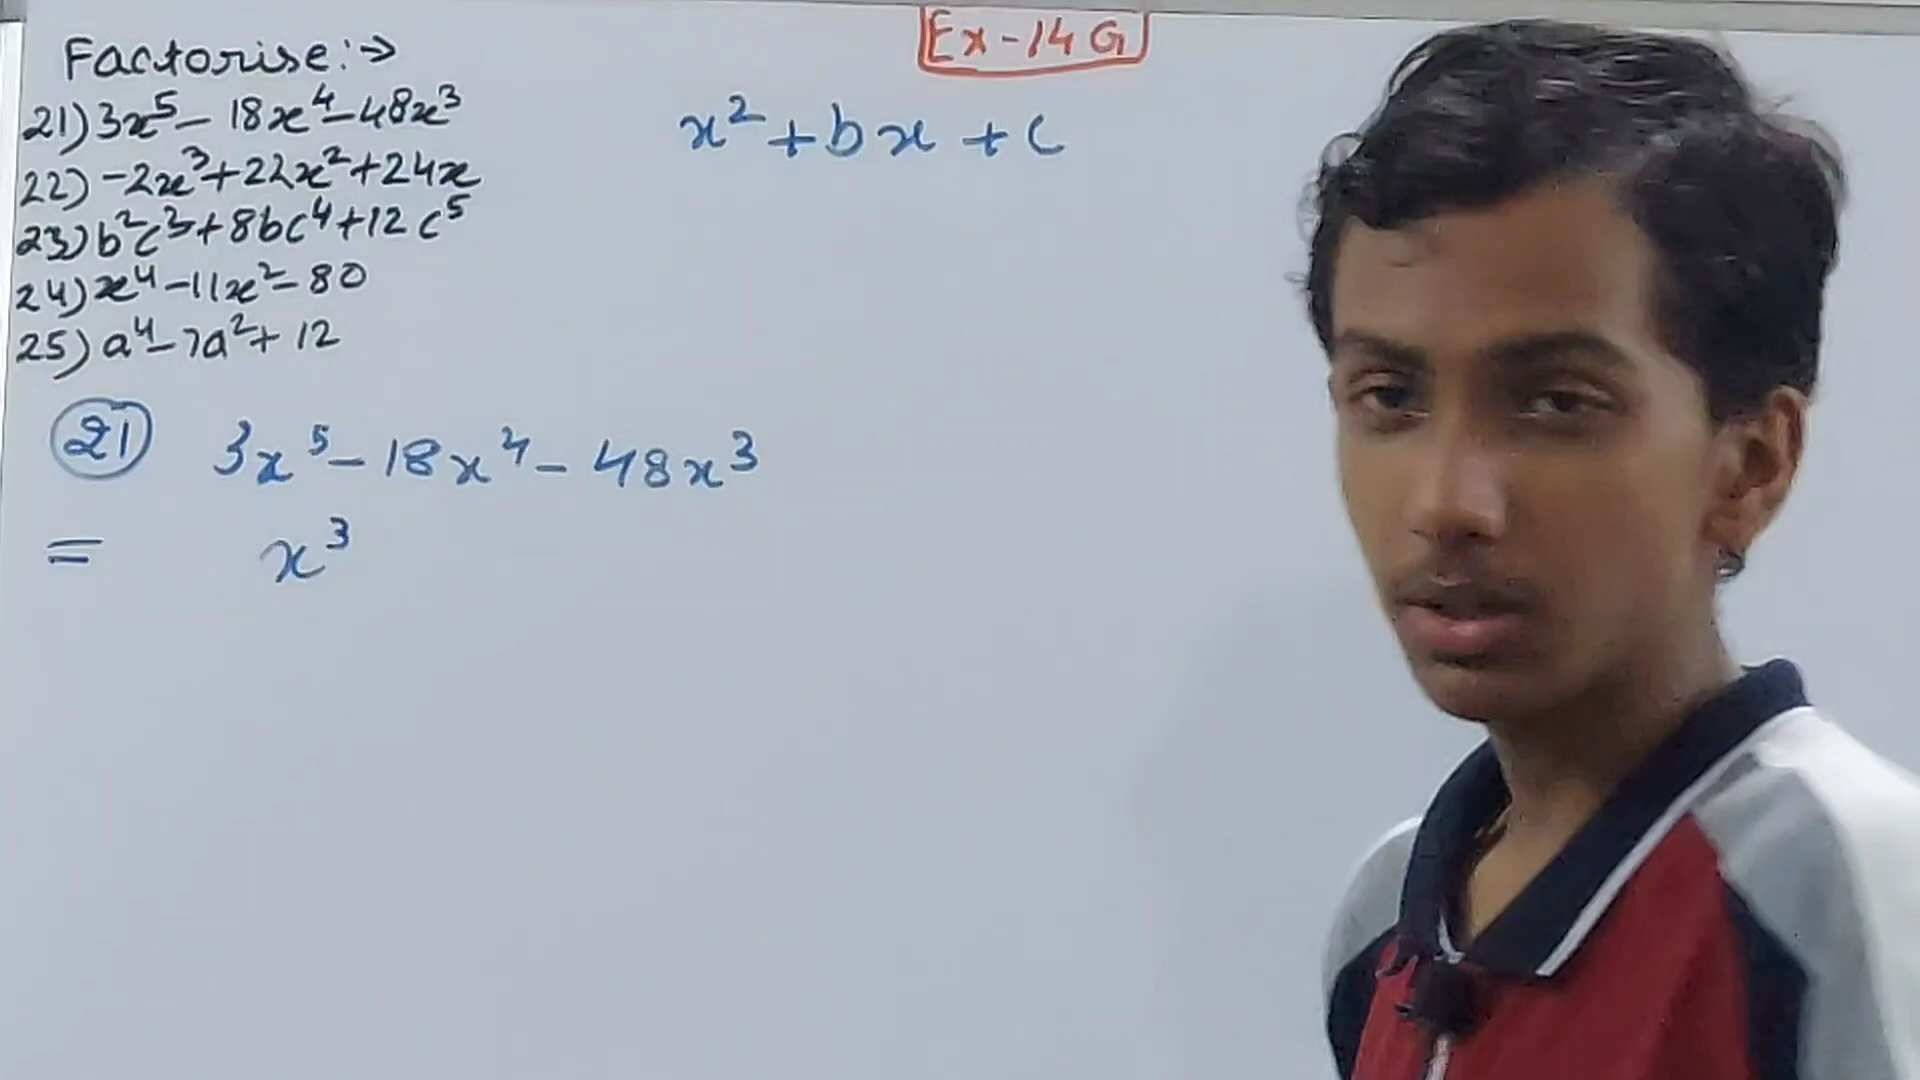 Ex-14G
Factorise:→
21) 3x⁵ - 18x⁴ - 48x³
22) -2x³ + 22x² + 24x
23) b²c³ + 8bc⁴ + 12c⁵
24) x⁴ - 11x² - 80
25) a⁴ - 7a² + 12
x² + bx + c
21 3x⁵ - 18x⁴ - 48x³
= x³